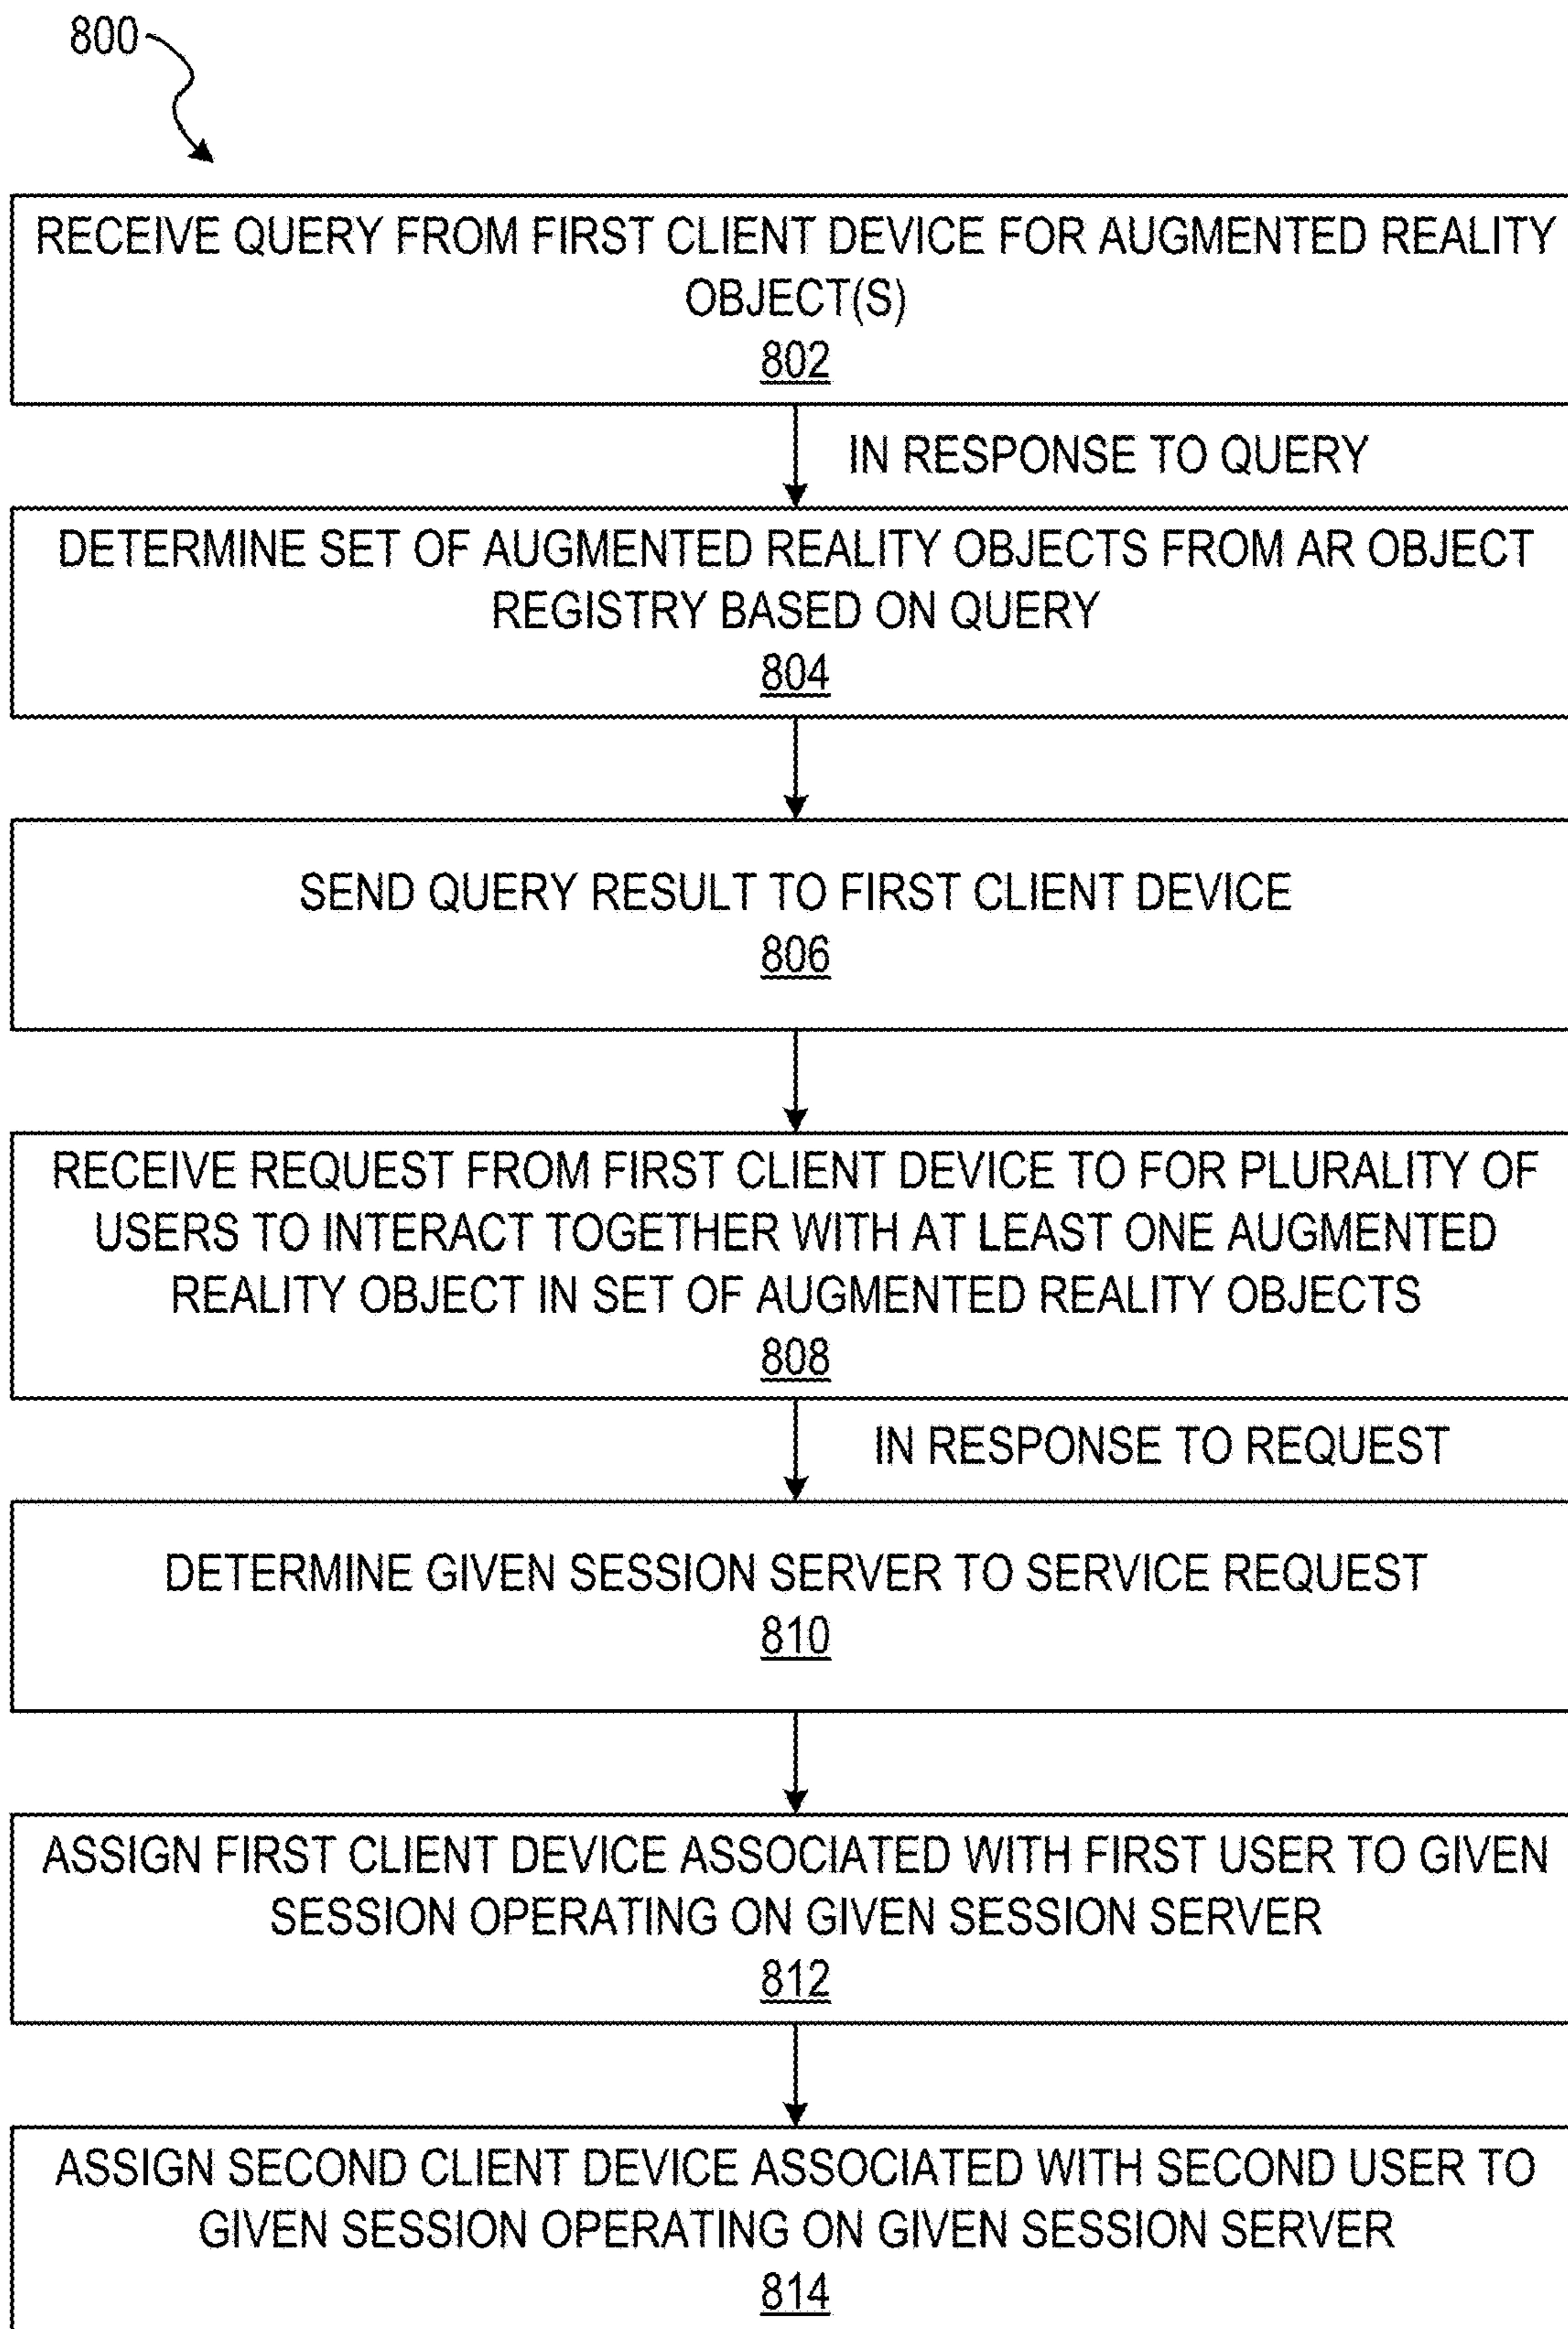 800
RECEIVE QUERY FROM FIRST CLIENT DEVICE FOR AUGMENTED REALITY
OBJECT(S)
802
IN RESPONSE TO QUERY
DETERMINE SET OF AUGMENTED REALITY OBJECTS FROM AR OBJECT
REGISTRY BASED ON QUERY
804
SEND QUERY RESULT TO FIRST CLIENT DEVICE
806
RECEIVE REQUEST FROM FIRST CLIENT DEVICE TO FOR PLURALITY OF
USERS TO INTERACT TOGETHER WITH AT LEAST ONE AUGMENTED
REALITY OBJECT IN SET OF AUGMENTED REALITY OBJECTS
808
IN RESPONSE TO REQUEST
DETERMINE GIVEN SESSION SERVER TO SERVICE REQUEST
810
ASSIGN FIRST CLIENT DEVICE ASSOCIATED WITH FIRST USER TO GIVEN
SESSION OPERATING ON GIVEN SESSION SERVER
812
ASSIGN SECOND CLIENT DEVICE ASSOCIATED WITH SECOND USER TO
GIVEN SESSION OPERATING ON GIVEN SESSION SERVER
814